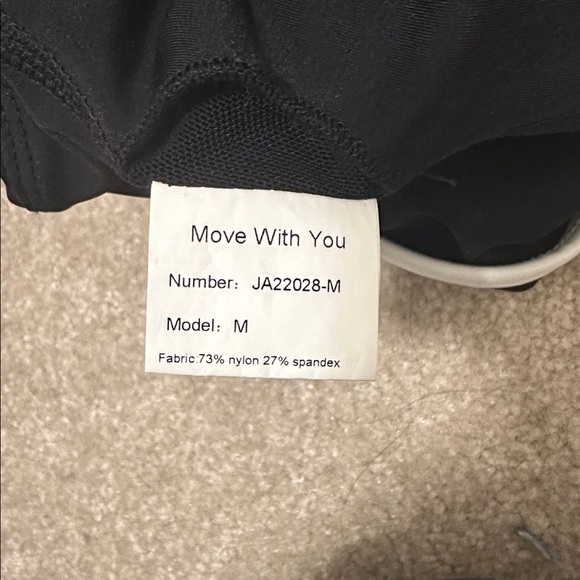 Move With You
Number: JA22028-M
Model: M
Fabric:73% nylon 27% spandex